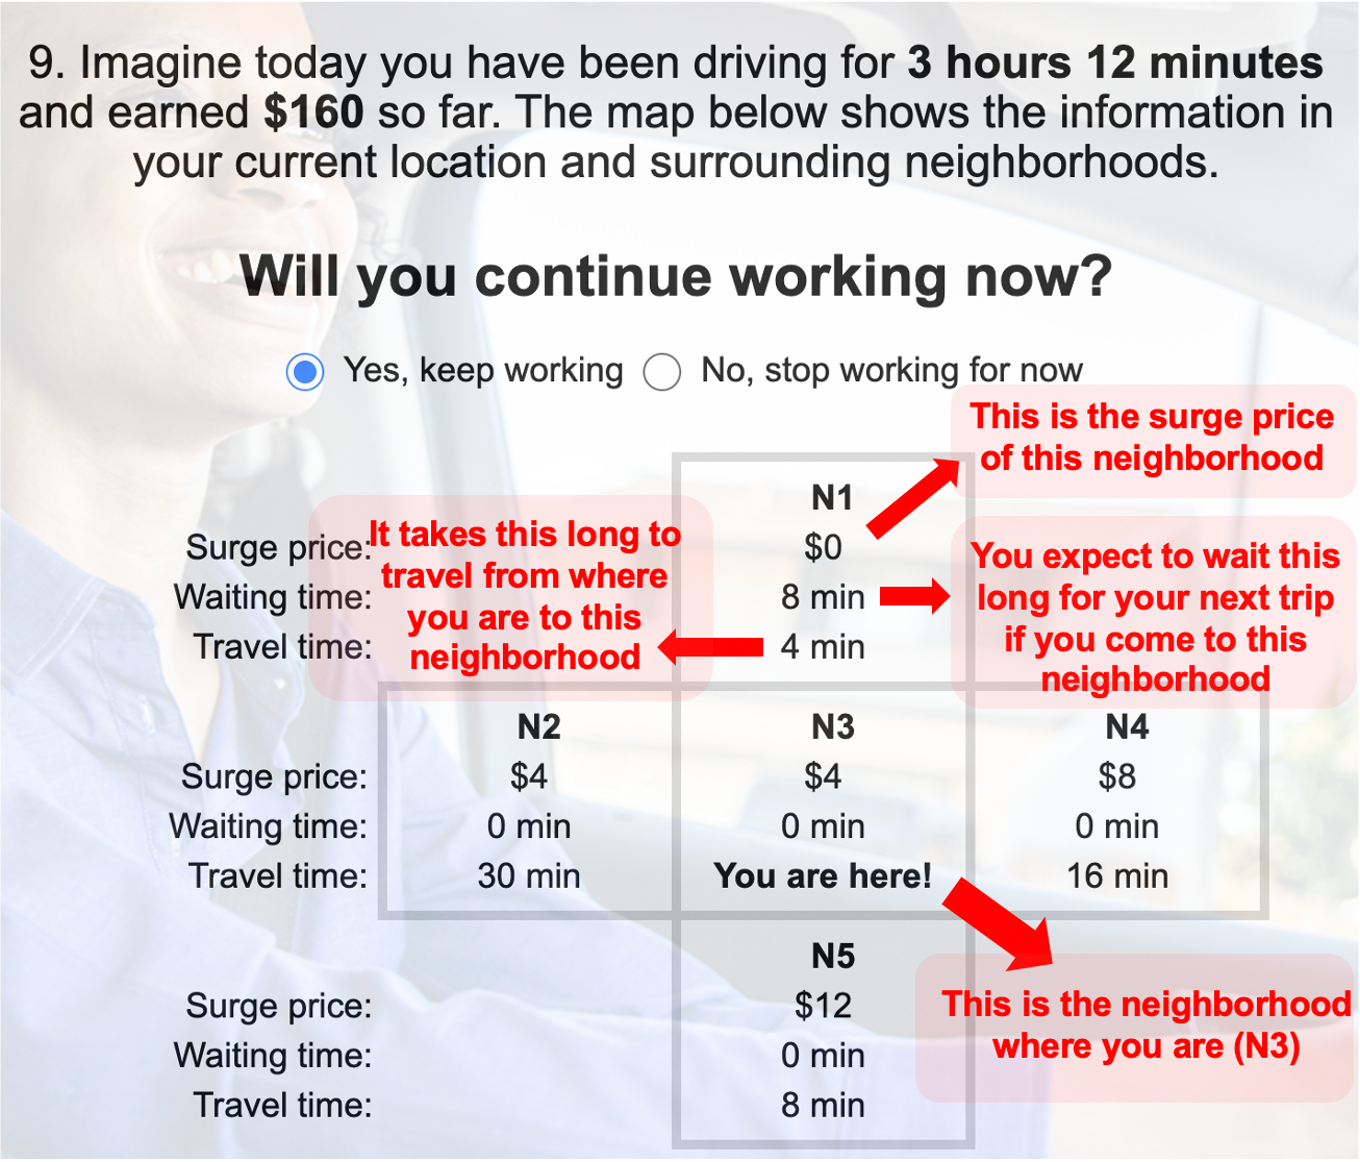 9. Imagine today you have been driving for 3 hours 12 minutes
and earned $160 so far. The map below shows the information in
your current location and surrounding neighborhoods.
Will you continue working now?
Yes, keep working
No, stop working for now
This is the surge price
of this neighborhood
N1
Surge price:
$0
Waiting time:
8 min
Travel time:
4 min
It takes this long to
travel from where
you are to this
neighborhood
You expect to wait this
long for your next trip
if you come to this
neighborhood
N2
N3
N4
Surge price:
$4
$4
$8
Waiting time:
0 min
0 min
0 min
Travel time:
30 min
You are here!
16 min
N5
Surge price:
$12
Waiting time:
0 min
Travel time:
8 min
This is the neighborhood
where you are (N3)